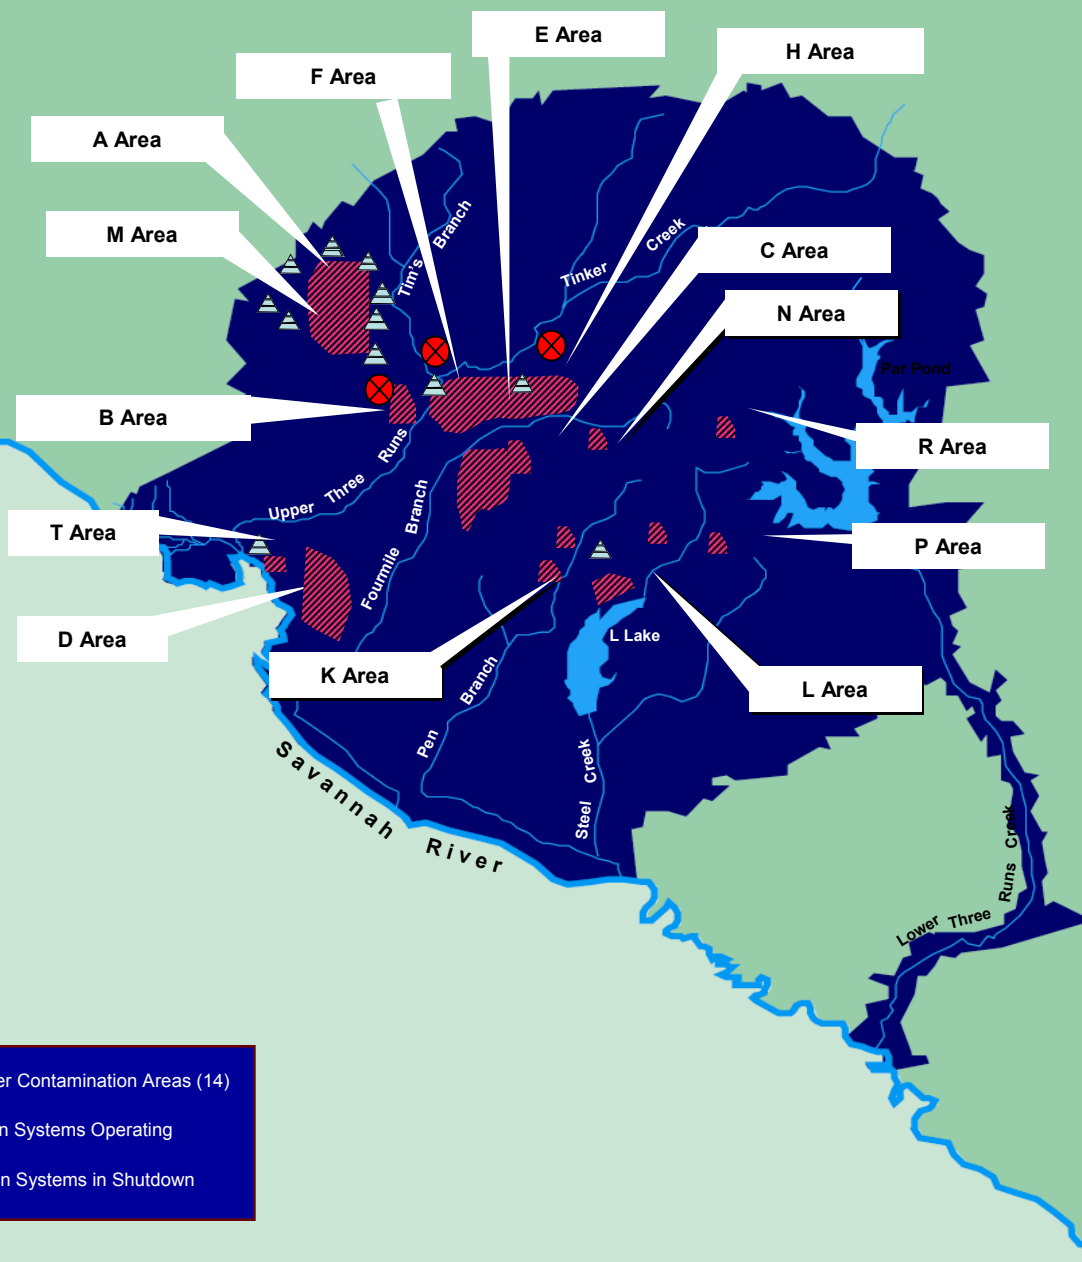 E Area
H Area
F Area
A Area
M Area
Tim's Branch
Tinker Creek
C Area
N Area
Par Pond
B Area
R Area
Upper Three Runs
Fourmile Branch
T Area
P Area
D Area
L Lake
K Area
L Area
Pen Branch
Steel Creek
Savannah River
Lower Three Runs Creek
Contamination Areas (14)
Systems Operating
Systems in Shutdown